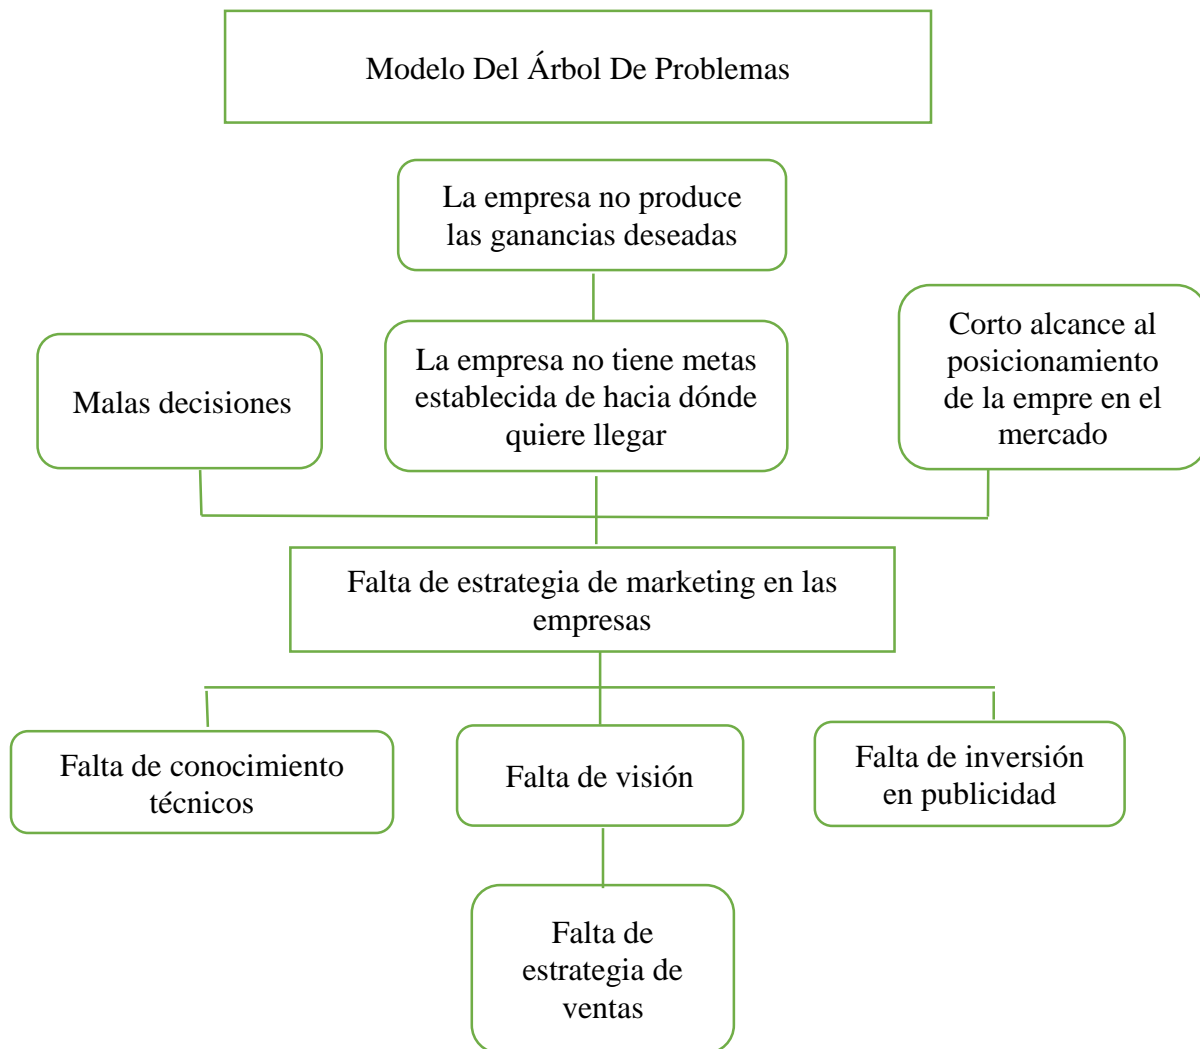 Modelo Del Árbol De Problemas
La empresa no produce
las ganancias deseadas
Malas decisiones
La empresa no tiene metas
establecida de hacia dónde
quiere llegar
Corto alcance al
posicionamiento
de la empre en el
mercado
Falta de estrategia de marketing en las
empresas
Falta de conocimiento
técnicos
Falta de visión
Falta de inversión
en publicidad
Falta de
estrategia de
ventas